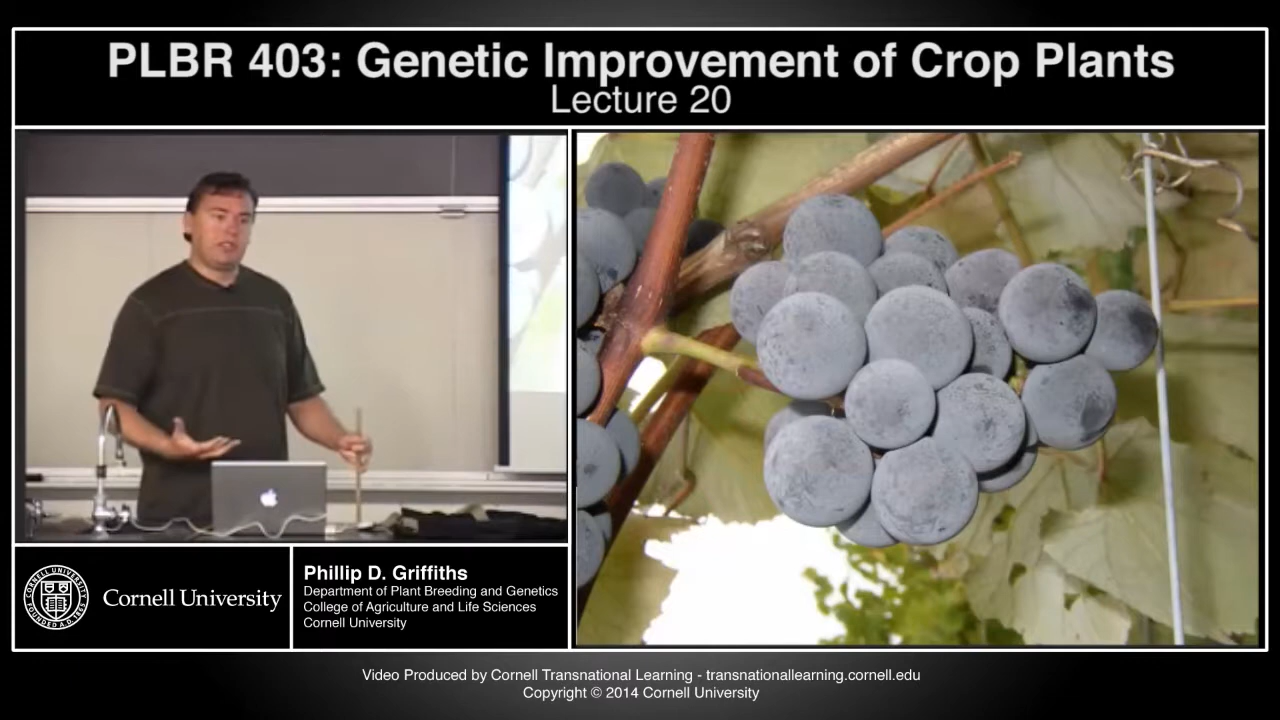 PLBR 403: Genetic Improvement of Crop Plants
Lecture 20
Cornell University
Phillip D. Griffiths
Department of Plant Breeding and Genetics
College of Agriculture and Life Sciences
Cornell University
Video Produced by Cornell Transnational Learning - transnationallearning.cornell.edu
Copyright © 2014 Cornell University